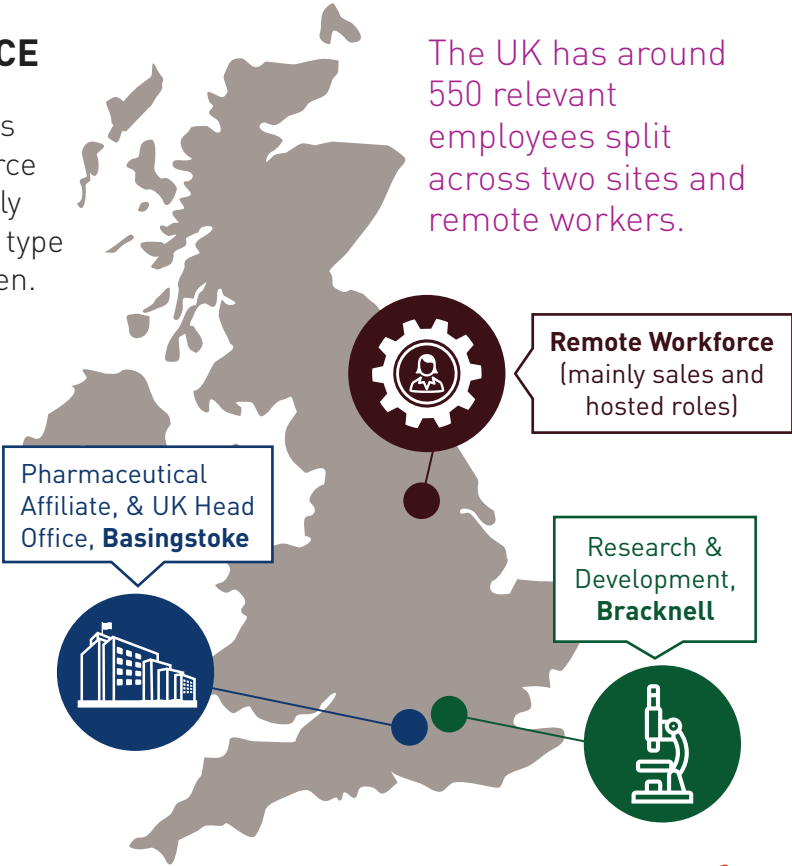 CE
s
rce
ly
type
en.
The UK has around
550 relevant
employees split
across two sites and
remote workers.
Remote Workforce
(mainly sales and
hosted roles)
Pharmaceutical
Affiliate, & UK Head
Office, Basingstoke
Research &
Development,
Bracknell